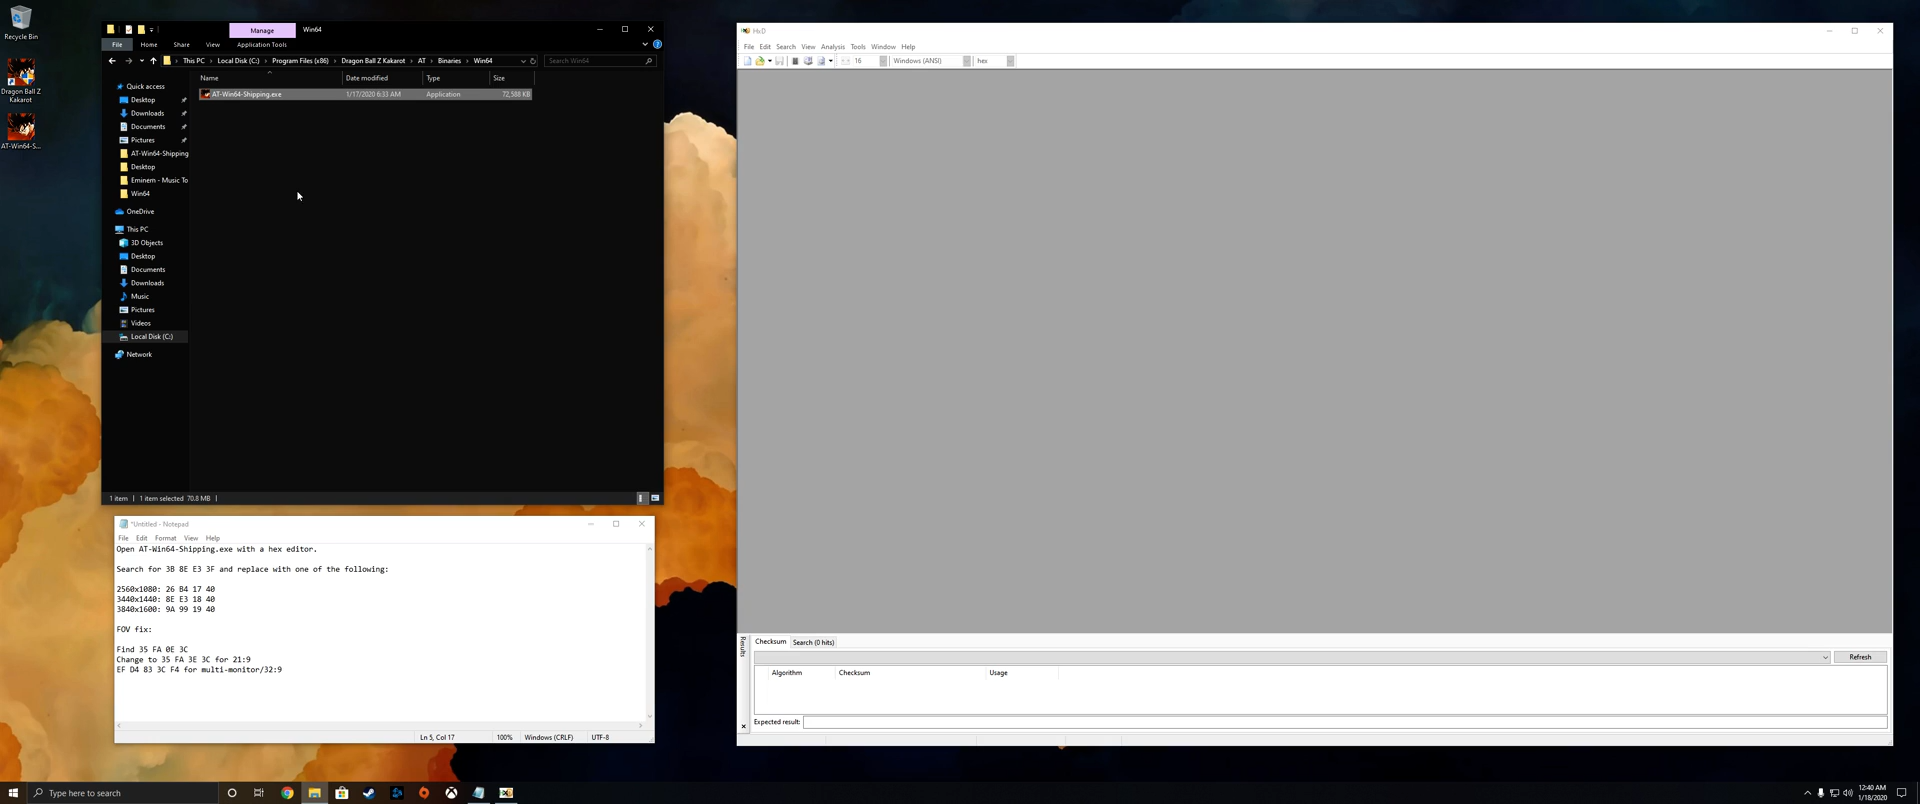 Recycle Bin
Dragon Ball Z
Kakarot
AT-Win64-S...
Manage
Win64
File
Home
Share
View
Application Tools
This PC
Local Disk (C:)
Program Files (x86)
Dragon Ball Z Kakarot
AT
Binaries
Win64
Search Win64
Name
Date modified
Type
Size
AT-Win64-Shipping.exe
1/17/2020 6:33 AM
Application
72,588 KB
Quick access
Desktop
Downloads
Documents
Pictures
AT-Win64-Shipping
Desktop
Eminem - Music To
Win64
OneDrive
This PC
3D Objects
Desktop
Documents
Downloads
Music
Pictures
Videos
Local Disk (C:)
Network
1 item
1 item selected 70.8 MB
*Untitled - Notepad
File Edit Format View Help
Open AT-Win64-Shipping.exe with a hex editor.
Search for 3B 8E E3 3F and replace with one of the following:
2560x1080: 26 B4 17 40
3440x1440: 8E E3 18 40
3840x1600: 9A 99 19 40
FOV fix:
Find 35 FA 0E 3C
Change to 35 FA 3E 3C for 21:9
EF D4 83 3C F4 for multi-monitor/32:9
Ln 5, Col 17
100%
Windows (CRLF)
UTF-8
HxD
File Edit Search View Analysis Tools Window Help
16
Windows (ANSI)
hex
Results
Checksum
Search (0 hits)
Refresh
Algorithm
Checksum
Usage
Expected result:
Type here to search
12:40 AM
1/18/2020